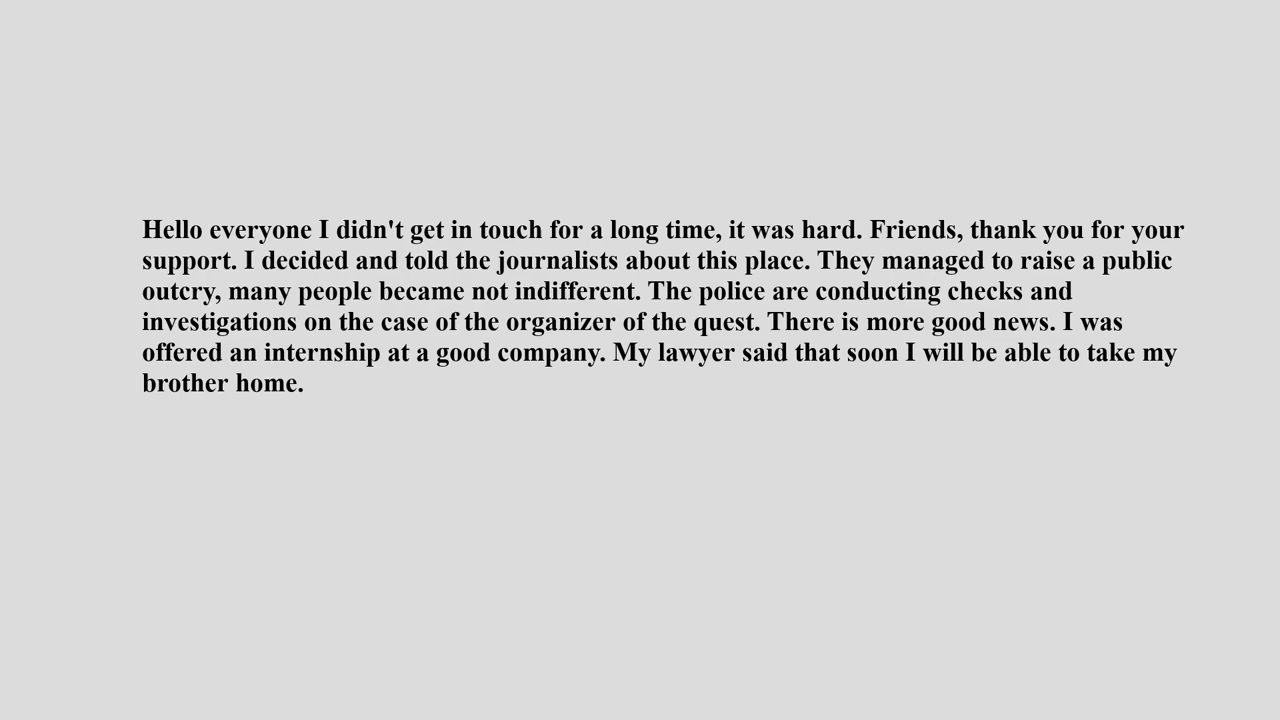 Hello everyone I didn't get in touch for a long time, it was hard. Friends, thank you for your
support. I decided and told the journalists about this place. They managed to raise a public
outcry, many people became not indifferent. The police are conducting checks and
investigations on the case of the organizer of the quest. There is more good news. I was
offered an internship at a good company. My lawyer said that soon I will be able to take my
brother home.